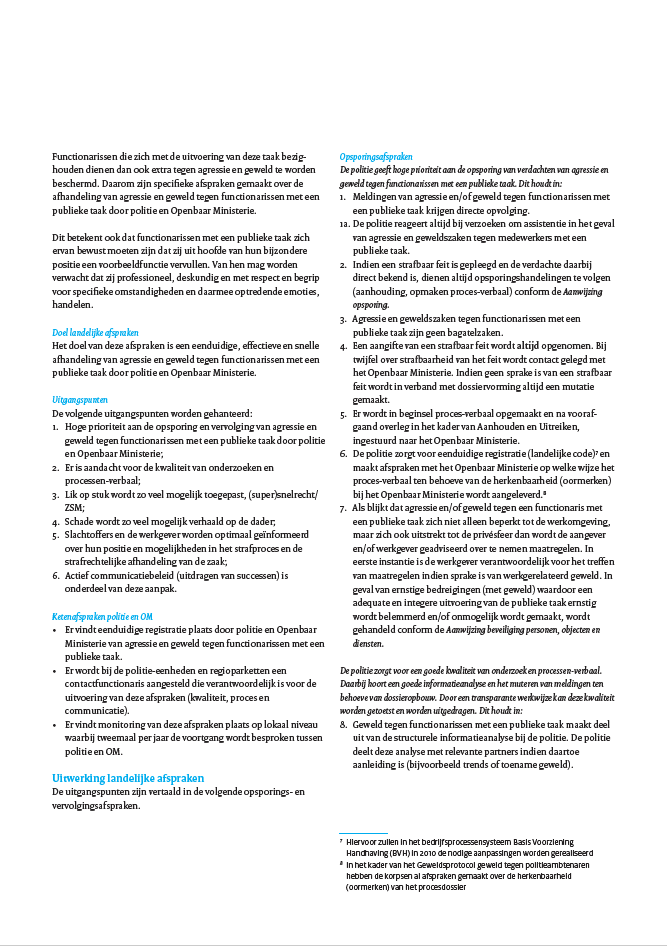 Functionarissen die zich met de uitvoering van deze taak bezig-
houden dienen dan ook extra tegen agressie en geweld te worden
beschermd. Daarom zijn specifieke afspraken gemaakt over de
afhandeling van agressie en geweld tegen functionarissen met een
publieke taak door politie en Openbaar Ministerie.
Dit betekent ook dat functionarissen met een publieke taak zich
ervan bewust moeten zijn dat zij uit hoofde van hun bijzondere
positie een voorbeeldfunctie vervullen. Van hen mag worden
verwacht dat zij professioneel, deskundig en met respect en begrip
voor specifieke omstandigheden en daarmee optredende emoties,
handelen.
Doel landelijke afspraken
Het doel van deze afspraken is een eenduidige, effectieve en snelle
afhandeling van agressie en geweld tegen functionarissen met een
publieke taak door politie en Openbaar Ministerie.
Uitgangspunten
De volgende uitgangspunten worden gehanteerd:
1. Hoge prioriteit aan de opsporing en vervolging van agressie en
geweld tegen functionarissen met een publieke taak door politie
en Openbaar Ministerie;
2. Er is aandacht voor de kwaliteit van onderzoeken en
processen-verbaal;
3. Lik op stuk wordt zo veel mogelijk toegepast, (super)snelrecht/
ZSM;
4. Schade wordt zo veel mogelijk verhaald op de dader;
5. Slachtoffers en de werkgever worden optimaal geïnformeerd
over hun positie en mogelijkheden in het strafproces en de
strafrechtelijke afhandeling van de zaak;
6. Actief communicatiebeleid (uitdragen van successen) is
onderdeel van deze aanpak.
Ketenafspraken politie en OM
• Er vindt eenduidige registratie plaats door politie en Openbaar
Ministerie van agressie en geweld tegen functionarissen met een
publieke taak.
• Er wordt bij de politie-eenheden en regioparketten een
contactfunctionaris aangesteld die verantwoordelijk is voor de
uitvoering van deze afspraken (kwaliteit, proces en
communicatie).
• Er vindt monitoring van deze afspraken plaats op lokaal niveau
waarbij tweemaal per jaar de voortgang wordt besproken tussen
politie en OM.
Uitwerking landelijke afspraken
De uitgangspunten zijn vertaald in de volgende opsporings- en
vervolgingsafspraken.
Opsporingsafspraken
De politie geeft hoge prioriteit aan de opsporing van verdachten van agressie en
geweld tegen functionarissen met een publieke taak. Dit houdt in:
1. Meldingen van agressie en/of geweld tegen functionarissen met
een publieke taak krijgen directe opvolging.
1a. De politie reageert altijd bij verzoeken om assistentie in het geval
van agressie en geweldszaken tegen medewerkers met een
publieke taak.
2. Indien een strafbaar feit is gepleegd en de verdachte daarbij
direct bekend is, dienen altijd opsporingshandelingen te volgen
(aanhouding, opmaken proces-verbaal) conform de Aanwijzing
opsporing.
3. Agressie en geweldszaken tegen functionarissen met een
publieke taak zijn geen bagatelzaken.
4. Een aangifte van een strafbaar feit wordt altijd opgenomen. Bij
twijfel over strafbaarheid van het feit wordt contact gelegd met
het Openbaar Ministerie. Indien geen sprake is van een strafbaar
feit wordt in verband met dossiervorming altijd een mutatie
gemaakt.
5. Er wordt in beginsel proces-verbaal opgemaakt en na vooraf-
gaand overleg in het kader van Aanhouden en Uitreiken,
ingestuurd naar het Openbaar Ministerie.
6. De politie zorgt voor eenduidige registratie (landelijke code)⁷ en
maakt afspraken met het Openbaar Ministerie op welke wijze het
proces-verbaal ten behoeve van de herkenbaarheid (oormerken)
bij het Openbaar Ministerie wordt aangeleverd.⁸
7. Als blijkt dat agressie en/of geweld tegen een functionaris met
een publieke taak zich niet alleen beperkt tot de werkomgeving,
maar zich ook uitstrekt tot de privésfeer dan wordt de aangever
en/of werkgever geadviseerd over te nemen maatregelen. In
eerste instantie is de werkgever verantwoordelijk voor het treffen
van maatregelen indien sprake is van werkgerelateerd geweld. In
geval van ernstige bedreigingen (met geweld) waardoor een
adequate en integere uitvoering van de publieke taak ernstig
wordt belemmerd en/of onmogelijk wordt gemaakt, wordt
gehandeld conform de Aanwijzing beveiliging personen, objecten en
diensten.
De politie zorgt voor een goede kwaliteit van onderzoek en processen-verbaal.
Daarbij hoort een goede informatieanalyse en het muteren van meldingen ten
behoeve van dossieropbouw. Door een transparante werkwijze kan deze kwaliteit
worden getoetst en worden uitgedragen. Dit houdt in:
8. Geweld tegen functionarissen met een publieke taak maakt deel
uit van de structurele informatieanalyse bij de politie. De politie
deelt deze analyse met relevante partners indien daartoe
aanleiding is (bijvoorbeeld trends of toename geweld).
⁷ Hiervoor zullen in het bedrijfsprocessensysteem Basis Voorziening
Handhaving (BVH) in 2010 de nodige aanpassingen worden gerealiseerd
⁸ In het kader van het Geweldsprotocol geweld tegen politieambtenaren
hebben de korpsen al afspraken gemaakt over de herkenbaarheid
(oormerken) van het procesdossier